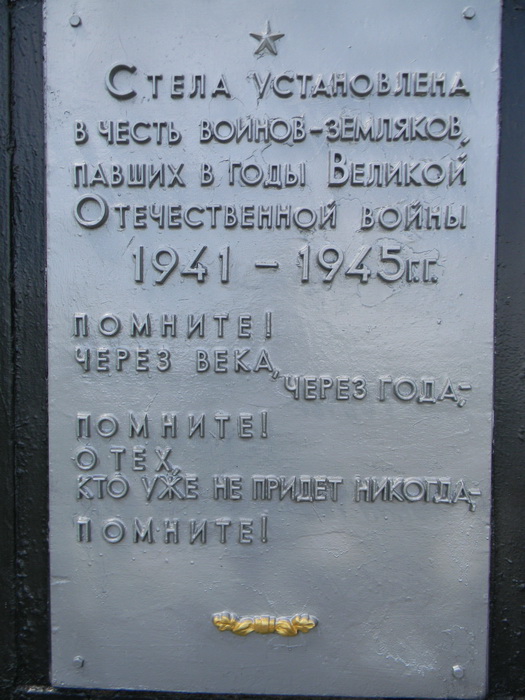 Стела установлена
в честь воинов-земляков,
павших в годы Великой
Отечественной войны
1941 - 1945г.г.
ПОМНИТЕ!
ЧЕРЕЗ ВЕКА,
ЧЕРЕЗ ГОДА,-
ПОМНИТЕ!
О ТЕХ,
КТО УЖЕ НЕ ПРИДЕТ НИКОГДА,-
ПОМНИТЕ!